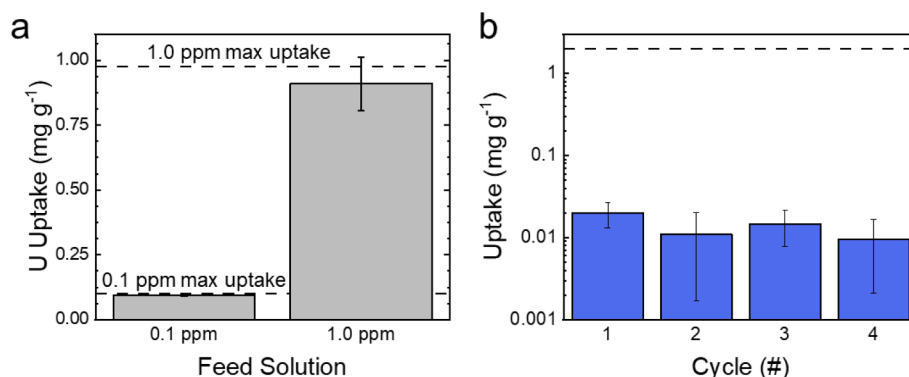 a
U Uptake (mg g⁻¹)
1.00
0.75
0.50
0.25
0.00
1.0 ppm max uptake
0.1 ppm max uptake
0.1 ppm
1.0 ppm
Feed Solution
b
Uptake (mg g⁻¹)
1
0.1
0.01
0.001
1
2
3
4
Cycle (#)